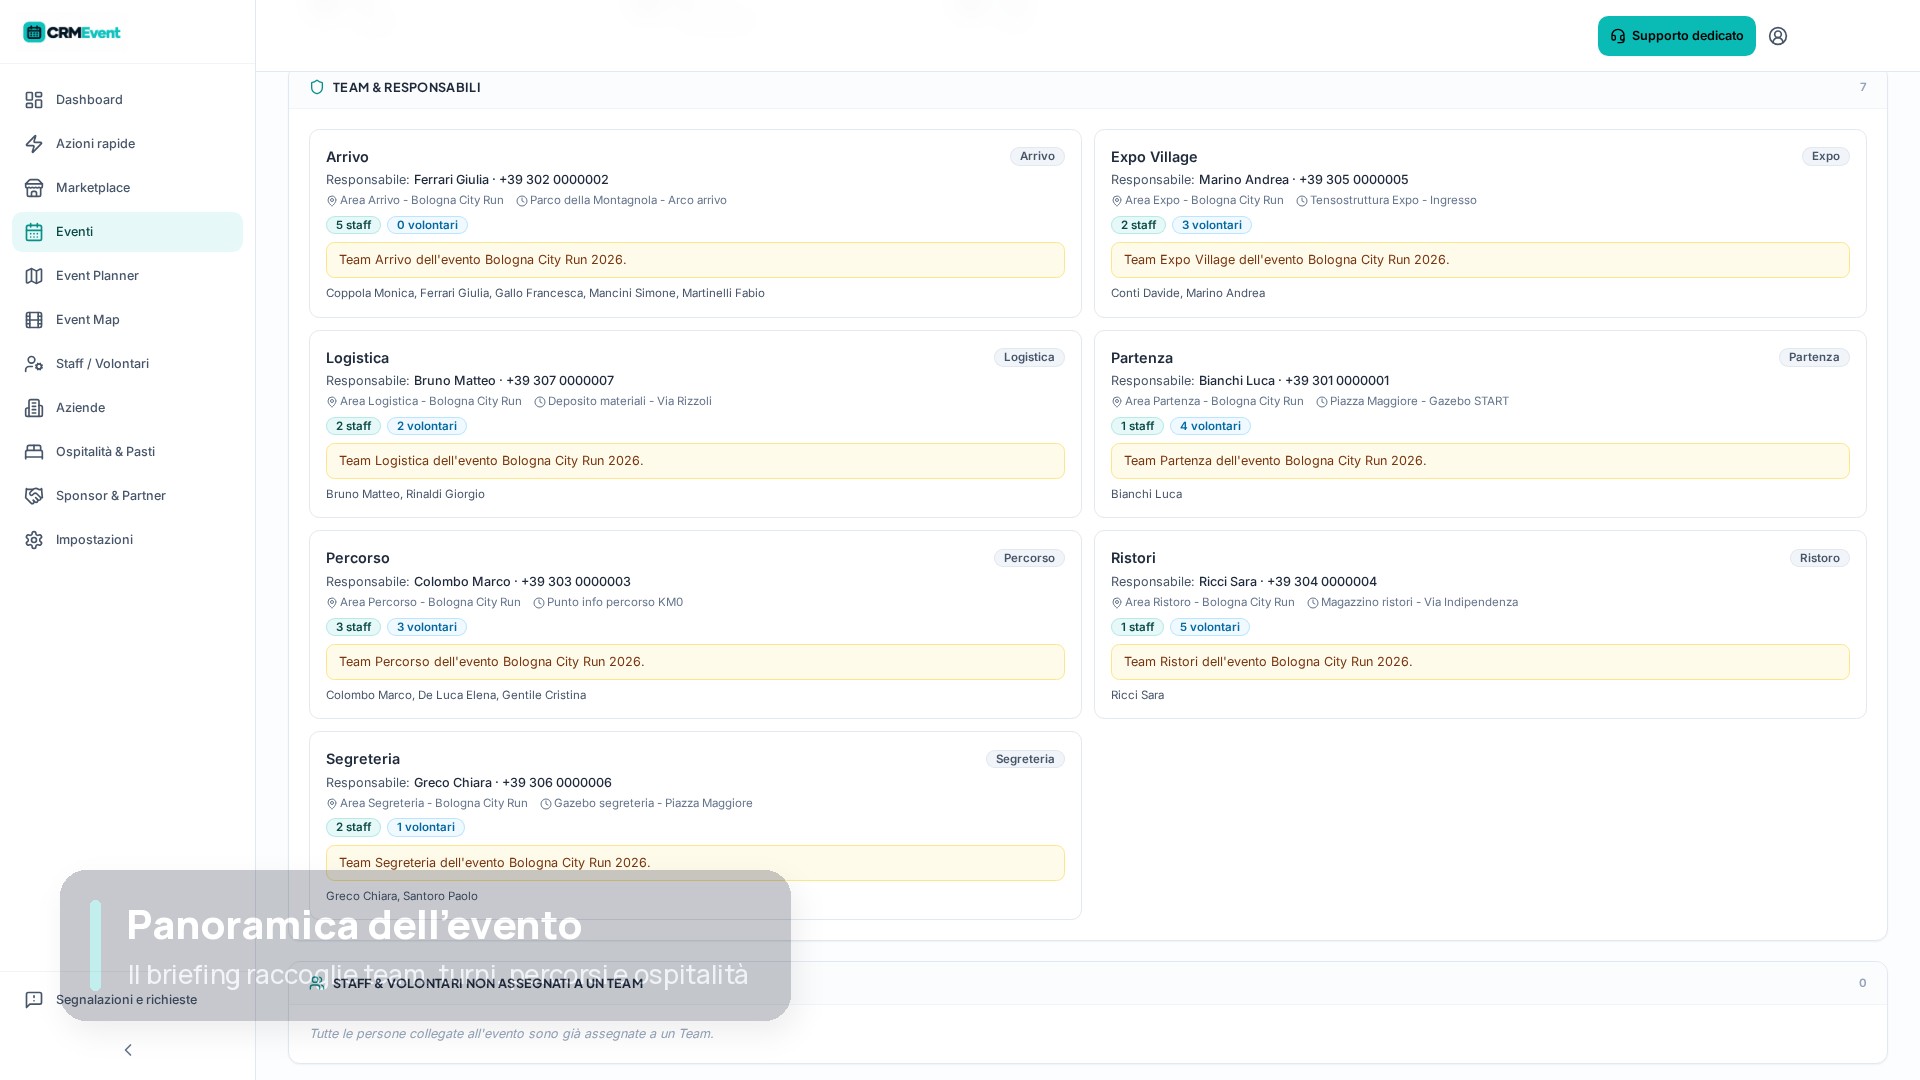 CRMEvent
Supporto dedicato
Dashboard
Azioni rapide
Marketplace
Eventi
Event Planner
Event Map
Staff / Volontari
Aziende
Ospitalità & Pasti
Sponsor & Partner
Impostazioni
Segnalazioni e richieste
TEAM & RESPONSABILI 7
Arrivo Arrivo
Responsabile: Ferrari Giulia · +39 302 0000002
Area Arrivo - Bologna City Run Parco della Montagnola - Arco arrivo
5 staff 0 volontari
Team Arrivo dell'evento Bologna City Run 2026.
Coppola Monica, Ferrari Giulia, Gallo Francesca, Mancini Simone, Martinelli Fabio
Expo Village Expo
Responsabile: Marino Andrea · +39 305 0000005
Area Expo - Bologna City Run Tensostruttura Expo - Ingresso
2 staff 3 volontari
Team Expo Village dell'evento Bologna City Run 2026.
Conti Davide, Marino Andrea
Logistica Logistica
Responsabile: Bruno Matteo · +39 307 0000007
Area Logistica - Bologna City Run Deposito materiali - Via Rizzoli
2 staff 2 volontari
Team Logistica dell'evento Bologna City Run 2026.
Bruno Matteo, Rinaldi Giorgio
Partenza Partenza
Responsabile: Bianchi Luca · +39 301 0000001
Area Partenza - Bologna City Run Piazza Maggiore - Gazebo START
1 staff 4 volontari
Team Partenza dell'evento Bologna City Run 2026.
Bianchi Luca
Percorso Percorso
Responsabile: Colombo Marco · +39 303 0000003
Area Percorso - Bologna City Run Punto info percorso KM0
3 staff 3 volontari
Team Percorso dell'evento Bologna City Run 2026.
Colombo Marco, De Luca Elena, Gentile Cristina
Ristori Ristoro
Responsabile: Ricci Sara · +39 304 0000004
Area Ristoro - Bologna City Run Magazzino ristori - Via Indipendenza
1 staff 5 volontari
Team Ristori dell'evento Bologna City Run 2026.
Ricci Sara
Segreteria Segreteria
Responsabile: Greco Chiara · +39 306 0000006
Area Segreteria - Bologna City Run Gazebo segreteria - Piazza Maggiore
2 staff 1 volontari
Team Segreteria dell'evento Bologna City Run 2026.
Greco Chiara, Santoro Paolo
Panoramica dell’evento
Il briefing raccoglie team, turni, percorsi e ospitalità
STAFF & VOLONTARI NON ASSEGNATI A UN TEAM 0
Tutte le persone collegate all'evento sono già assegnate a un Team.